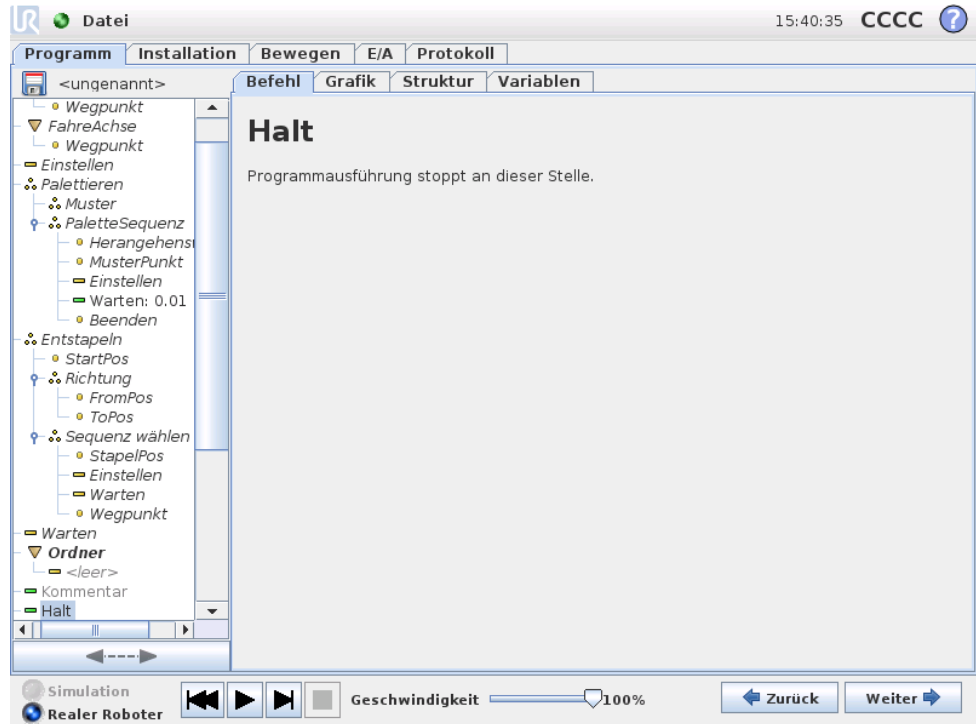 UR Datei 15:40:35 CCCC ?
Programm Installation Bewegen E/A Protokoll
<ungenannt>
Befehl Grafik Struktur Variablen
Wegpunkt
FahreAchse
Wegpunkt
Einstellen
Palettieren
Muster
PaletteSequenz
MusterPunkt
Einstellen
Warten: 0.01
Beenden
Entstapeln
StartPos
Richtung
FromPos
ToPos
Sequenz wählen
StapelPos
Einstellen
Warten
Wegpunkt
Warten
Ordner
<leer>
Kommentar
Halt
Halt
Programmausführung stoppt an dieser Stelle.
Simulation
Realer Roboter
Geschwindigkeit 100%
Zurück Weiter